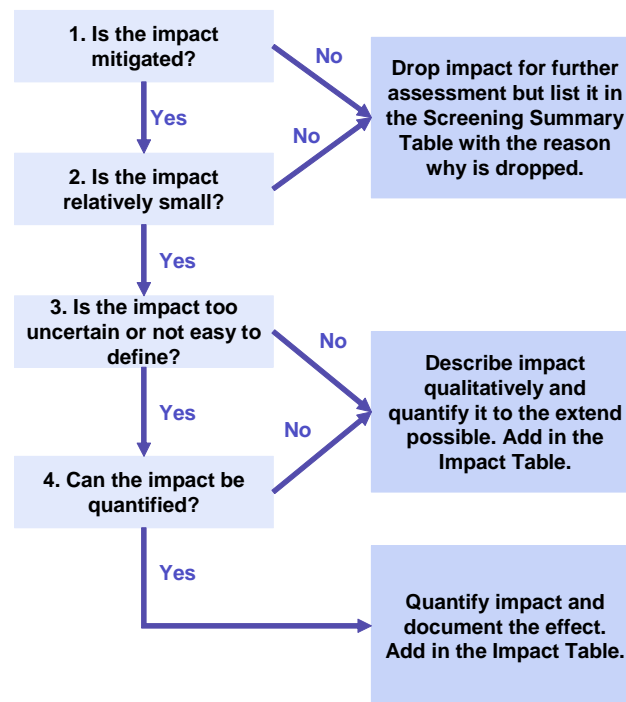 1. Is the impact
mitigated?
No
Drop impact for further
assessment but list it in
the Screening Summary
Table with the reason
why is dropped.
Yes
No
2. Is the impact
relatively small?
Yes
3. Is the impact too
uncertain or not easy to
define?
No
Describe impact
qualitatively and
quantify it to the extend
possible. Add in the
Impact Table.
Yes
No
4. Can the impact be
quantified?
Yes
Quantify impact and
document the effect.
Add in the Impact Table.